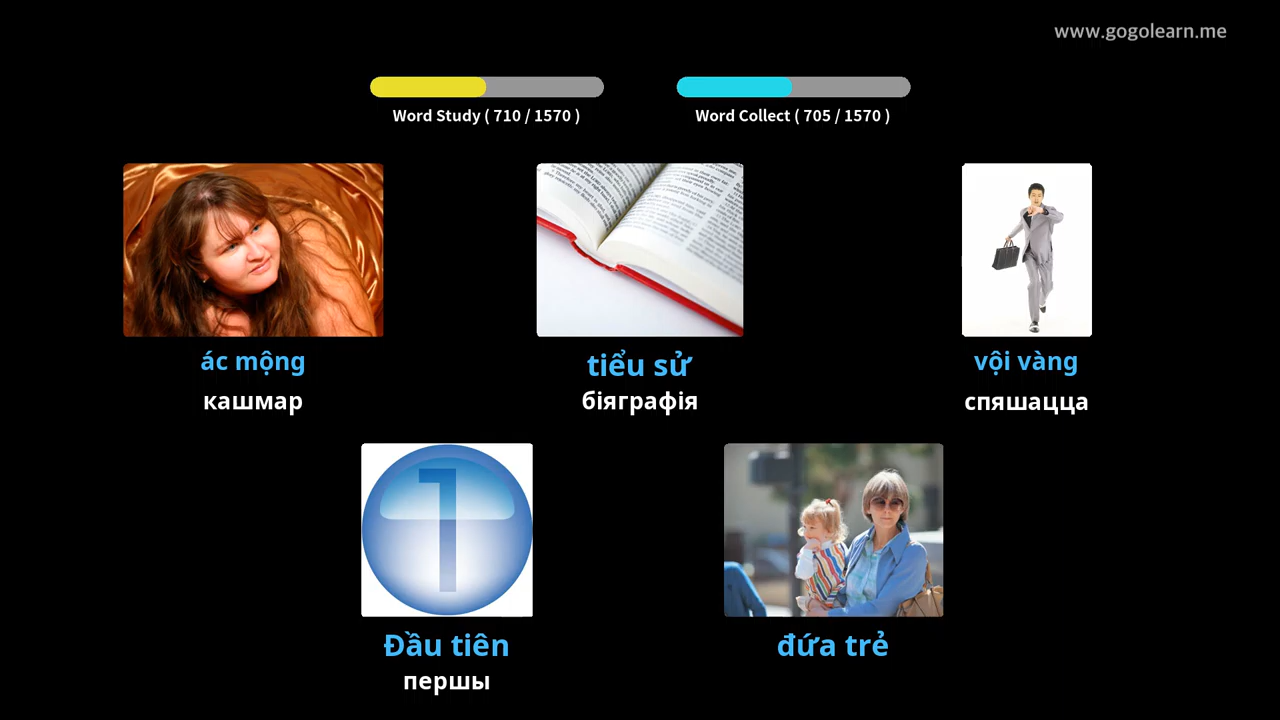 www.gogolearn.me
Word Study ( 710 / 1570 )
Word Collect ( 705 / 1570 )
ác mộng
кашмар
tiểu sử
біяграфія
vội vàng
спяшацца
1
Đầu tiên
першы
đứa trẻ